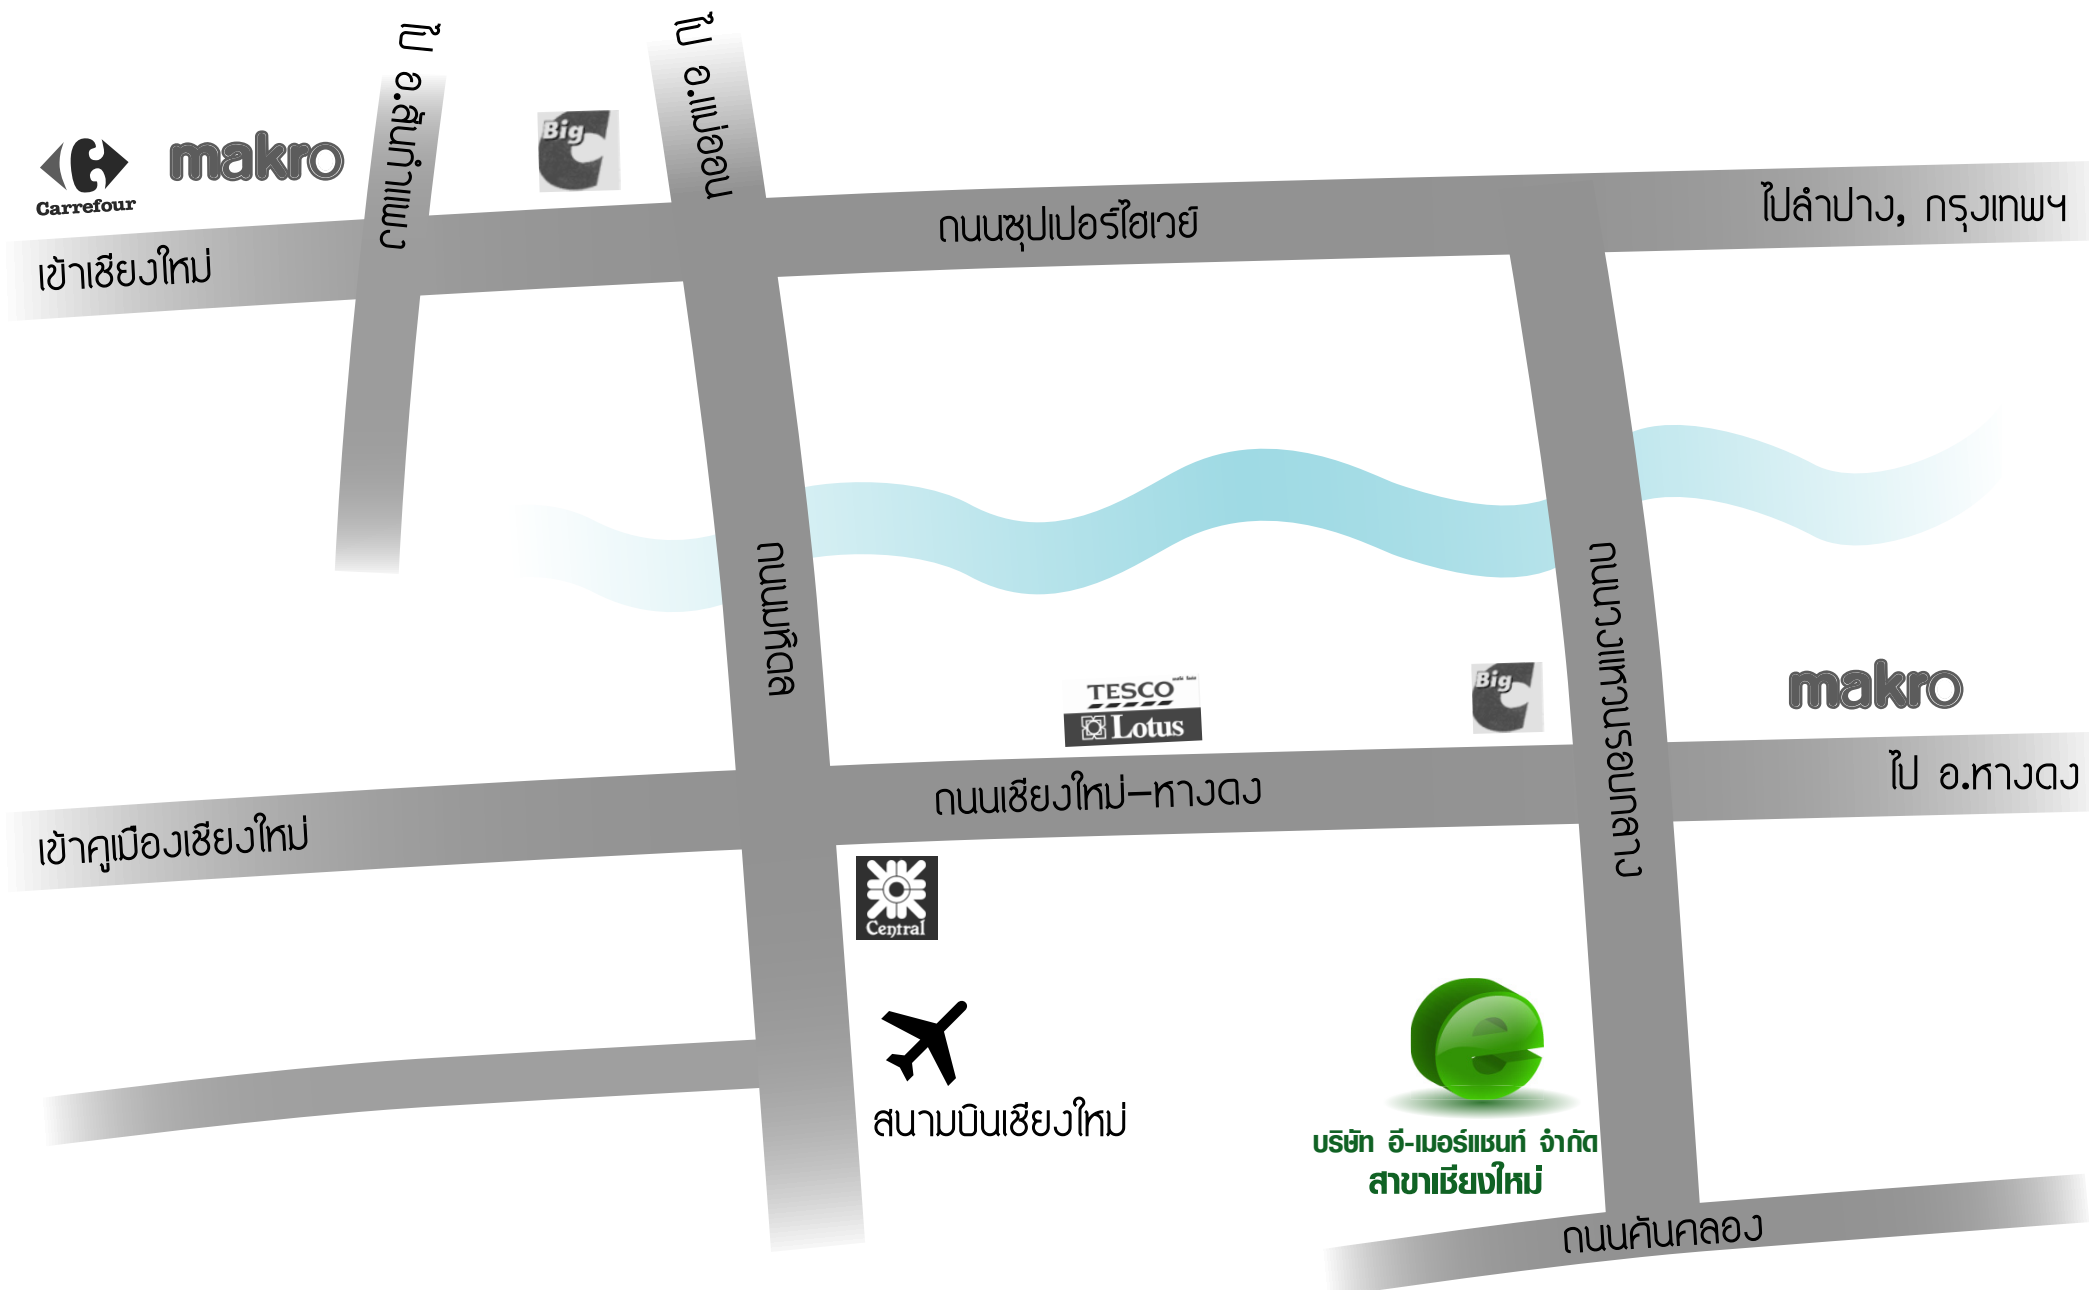 ไป อ.สันกำแพง
ไป อ.แม่ออน
Carrefour
makro
Big
เข้าเชียงใหม่
ถนนซุปเปอร์ไฮเวย์
ไปลำปาง, กรุงเทพฯ
ถนนมหิดล
ถนนวงแหวนรอบกลาง
TESCO
Lotus
Big
makro
เข้าคูเมืองเชียงใหม่
ถนนเชียงใหม่-หางดง
ไป อ.หางดง
Central
สนามบินเชียงใหม่
e
บริษัท อี-เมอร์แชนท์ จำกัด
สาขาเชียงใหม่
ถนนคันคลอง